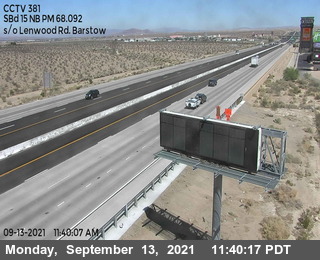 CCTV 381
SBd 15 NB PM 68.092
s/o Lenwood Rd. Barstow
09-13-2021 11:40:07 AM
Monday, September 13, 2021 11:40:17 PDT